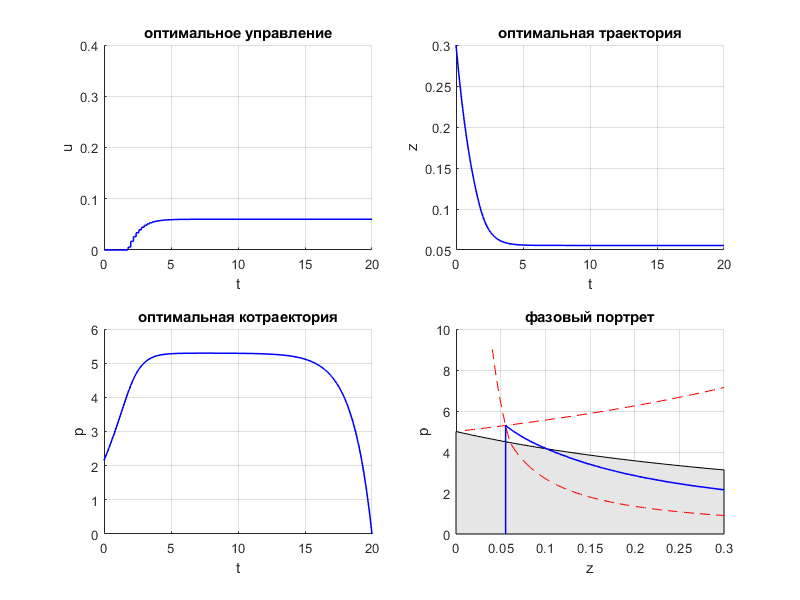 оптимальное управление
0.4
0.3
0.2
0.1
0
u
0 5 10 15 20
t
оптимальная траектория
0.3
0.25
0.2
0.15
0.1
0.05
z
0 5 10 15 20
t
оптимальная котраектория
6
5
4
3
2
1
0
p
0 5 10 15 20
t
фазовый портрет
10
8
6
4
2
0
p
0 0.05 0.1 0.15 0.2 0.25 0.3
z